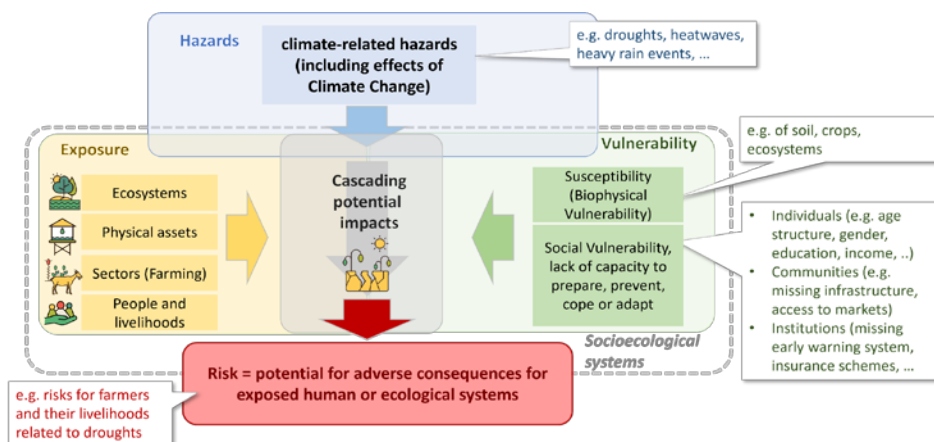 Hazards
climate-related hazards
(including effects of
Climate Change)
e.g. droughts, heatwaves,
heavy rain events, ...
Exposure
Ecosystems
Physical assets
Sectors (Farming)
People and
livelihoods
Cascading
potential
impacts
Vulnerability
Susceptibility
(Biophysical
Vulnerability)
Social Vulnerability,
lack of capacity to
prepare, prevent,
cope or adapt
e.g. of soil, crops,
ecosystems
• Individuals (e.g. age
structure, gender,
education, income, ..)
• Communities (e.g.
missing infrastructure,
access to markets)
• Institutions (missing
early warning system,
insurance schemes, ...
Socioecological
systems
Risk = potential for adverse consequences for
exposed human or ecological systems
e.g. risks for farmers
and their livelihoods
related to droughts